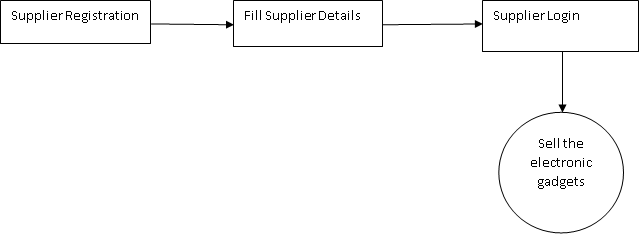 Supplier Registration
Fill Supplier Details
Supplier Login
Sell the
electronic
gadgets